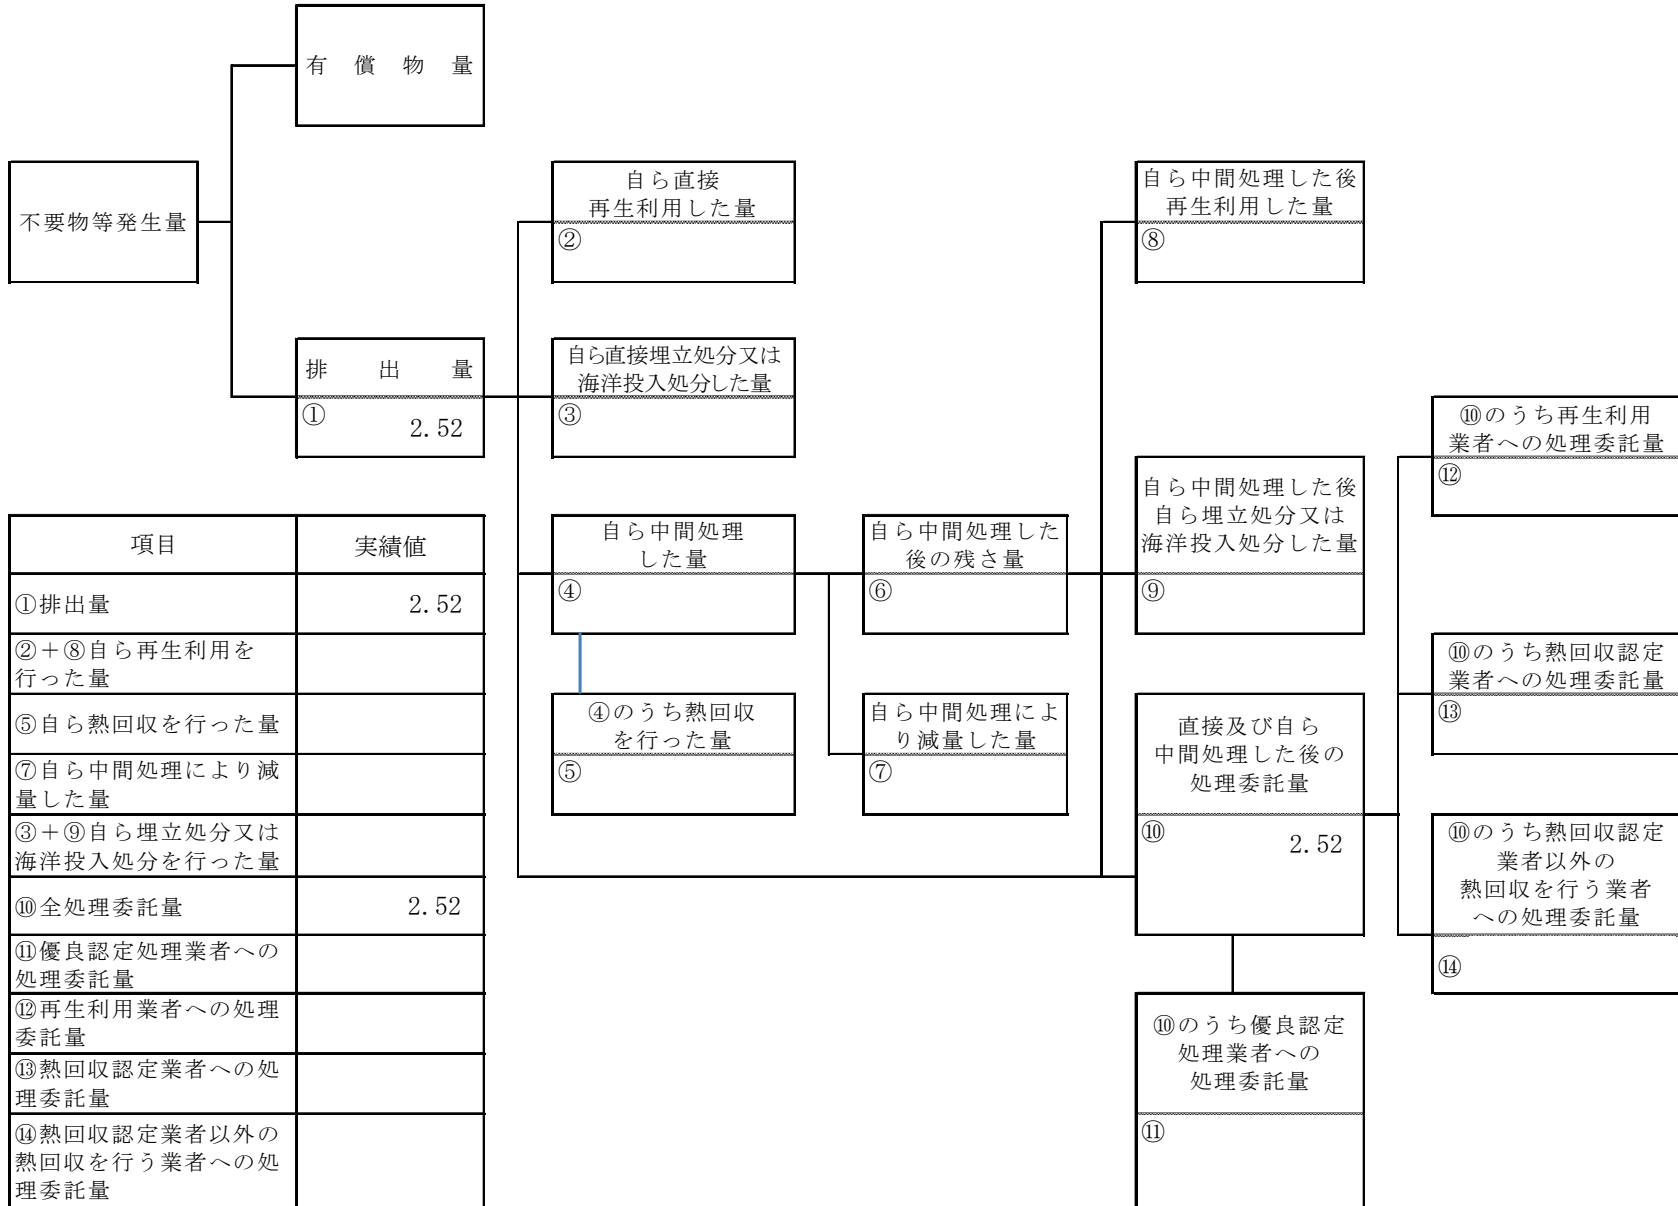 有償物量
不要物等発生量
自ら直接
再生利用した量
②
自ら中間処理した後
再生利用した量
⑧
排出量
①
2.52
自ら直接埋立処分又は
海洋投入処分した量
③
⑩のうち再生利用
業者への処理委託量
⑫
自ら中間処理した後
自ら埋立処分又は
海洋投入処分した量
⑨
自ら中間処理
した量
④
自ら中間処理した
後の残さ量
⑥
⑩のうち熱回収認定
業者への処理委託量
⑬
④のうち熱回収
を行った量
⑤
自ら中間処理によ
り減量した量
⑦
直接及び自ら
中間処理した後の
処理委託量
⑩
2.52
⑩のうち熱回収認定
業者以外の
熱回収を行う業者
への処理委託量
⑭
⑩のうち優良認定
処理業者への
処理委託量
⑪
項目 実績値
①排出量 2.52
②+⑧自ら再生利用を
行った量
⑤自ら熱回収を行った量
⑦自ら中間処理により減
量した量
③+⑨自ら埋立処分又は
海洋投入処分を行った量
⑩全処理委託量 2.52
⑪優良認定処理業者への
処理委託量
⑫再生利用業者への処理
委託量
⑬熱回収認定業者への処
理委託量
⑭熱回収認定業者以外の
熱回収を行う業者への処
理委託量